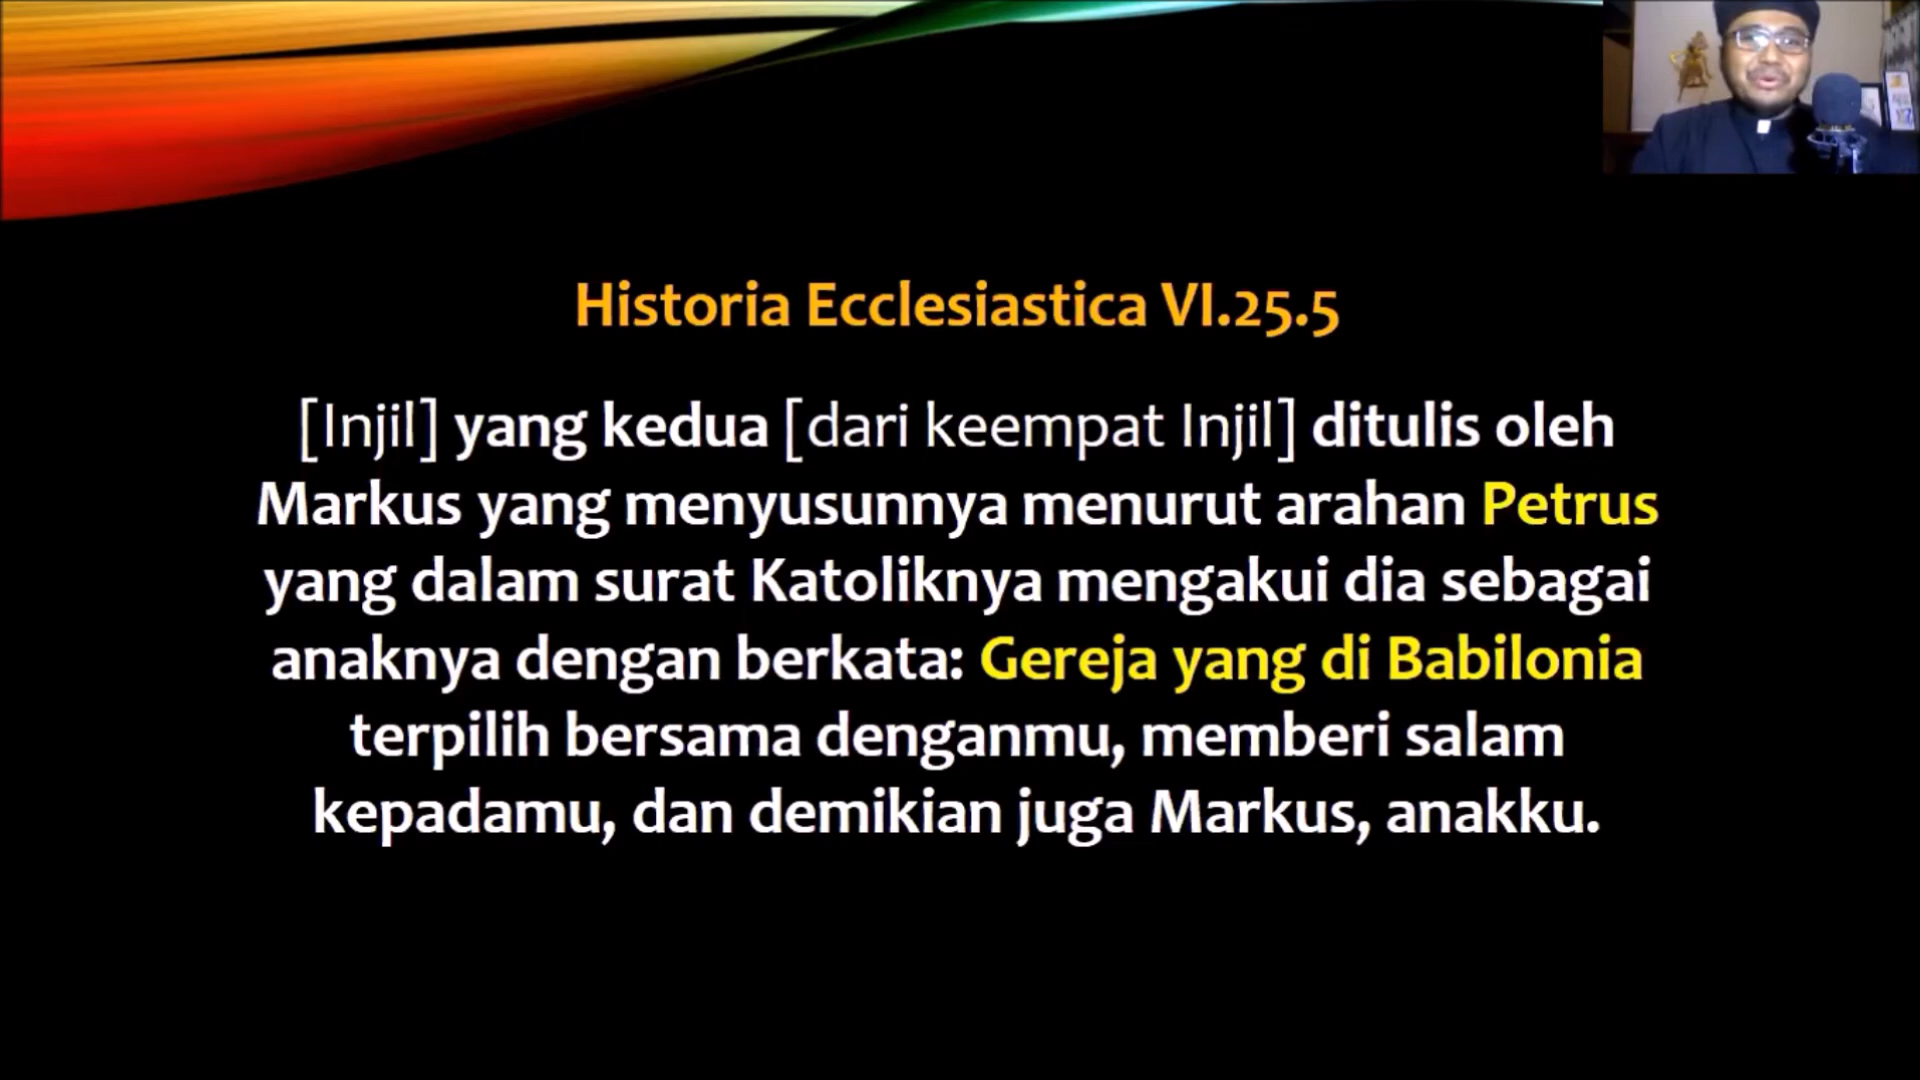 Historia Ecclesiastica VI.25.5
[Injil] yang kedua [dari keempat Injil] ditulis oleh
Markus yang menyusunnya menurut arahan Petrus
yang dalam surat Katoliknya mengakui dia sebagai
anaknya dengan berkata: Gereja yang di Babilonia
terpilih bersama denganmu, memberi salam
kepadamu, dan demikian juga Markus, anakku.